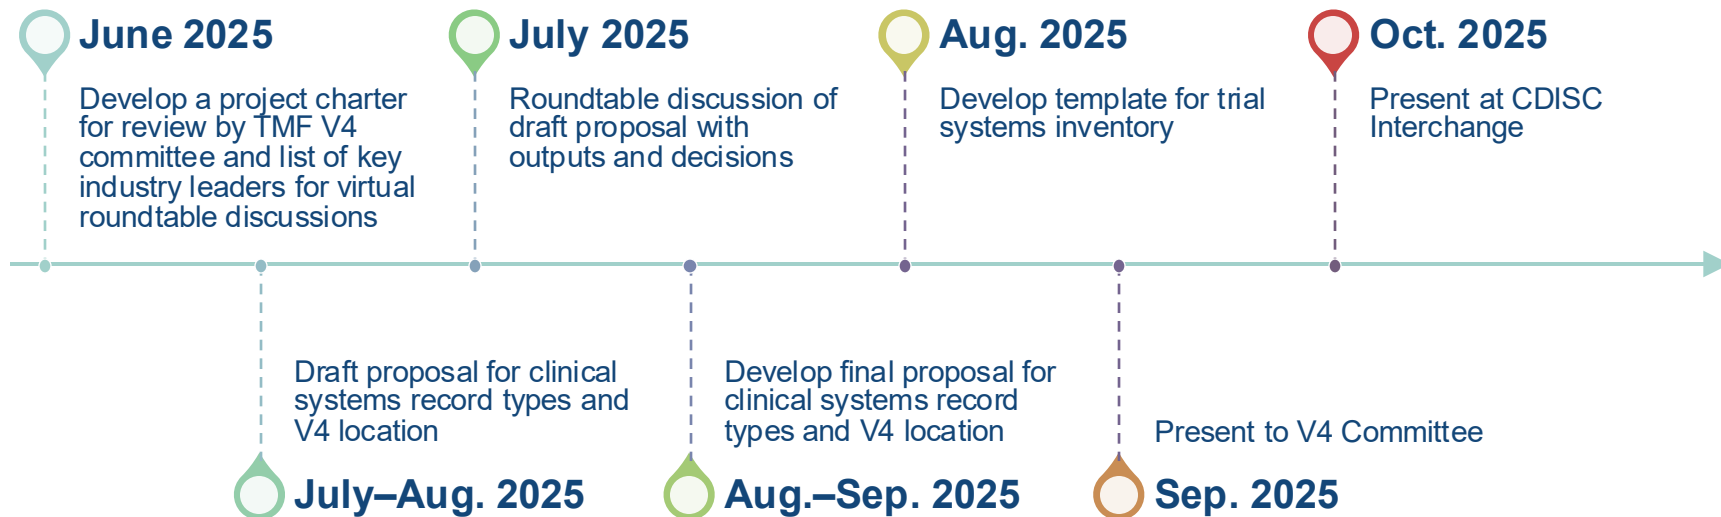 June 2025
Develop a project charter
for review by TMF V4
committee and list of key
industry leaders for virtual
roundtable discussions
July 2025
Roundtable discussion of
draft proposal with
outputs and decisions
Aug. 2025
Develop template for trial
systems inventory
Oct. 2025
Present at CDISC
Interchange
Draft proposal for clinical
systems record types and
V4 location
July–Aug. 2025
Develop final proposal for
clinical systems record
types and V4 location
Aug.–Sep. 2025
Present to V4 Committee
Sep. 2025